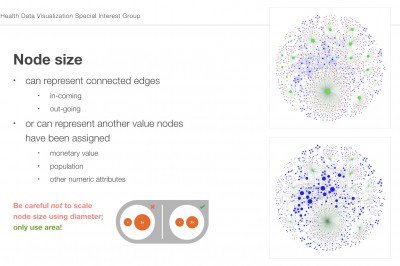 Health Data Visualization Special Interest Group
Node size
• can represent connected edges
• in-coming
• out-going
• or can represent another value nodes
have been assigned
• monetary value
• population
• other numeric attributes
Be careful not to scale
node size using diameter;
only use area!